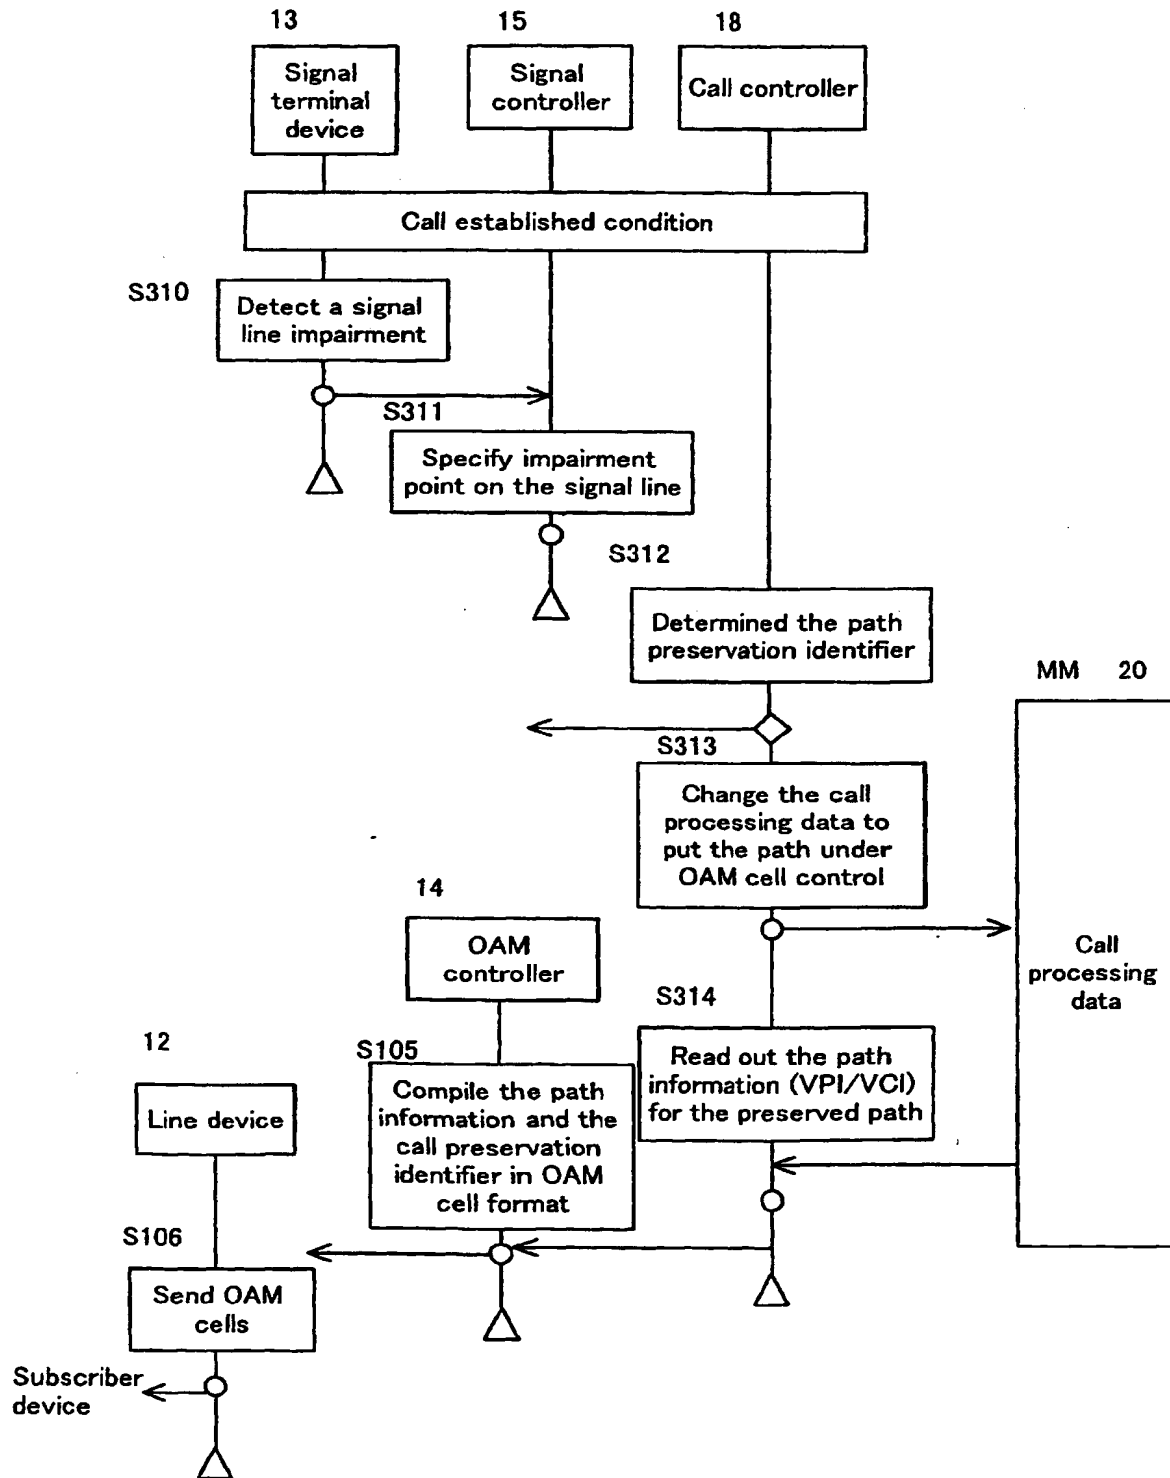 13
15
18
Signal
terminal
device
Signal
controller
Call controller
Call established condition
S310
Detect a signal
line impairment
S311
Specify impairment
point on the signal line
S312
Determined the path
preservation identifier
MM 20
S313
Change the call
processing data to
put the path under
OAM cell control
14
OAM
controller
Call
processing
data
S314
Read out the path
information (VPI/VCI)
for the preserved path
12
Line device
S105
Compile the path
information and the
call preservation
identifier in OAM
cell format
S106
Send OAM
cells
Subscriber
device